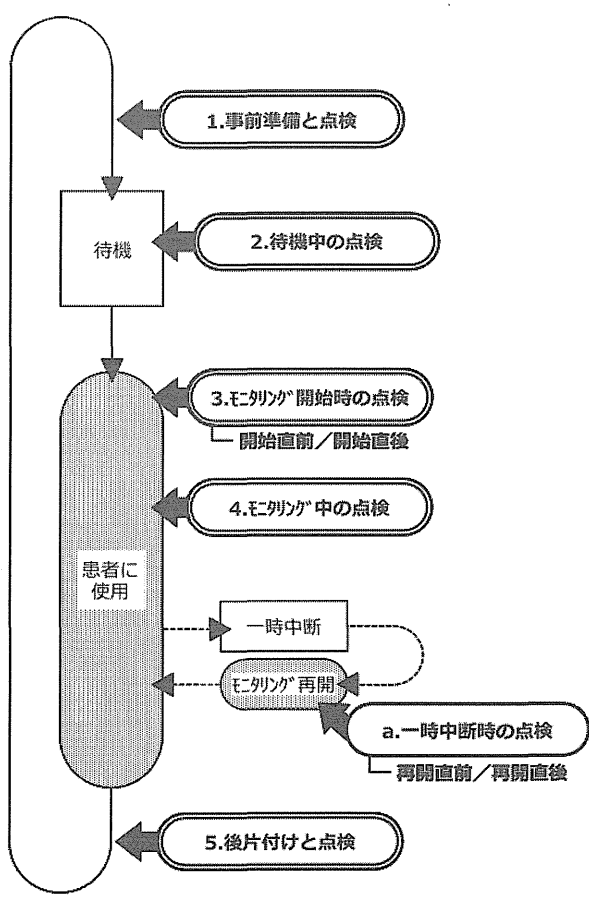 1.事前準備と点検
待機
2.待機中の点検
3.ﾓﾆﾀﾘﾝｸﾞ開始時の点検
開始直前／開始直後
4.ﾓﾆﾀﾘﾝｸﾞ中の点検
患者に
使用
一時中断
ﾓﾆﾀﾘﾝｸﾞ再開
a.一時中断時の点検
再開直前／再開直後
5.後片付けと点検